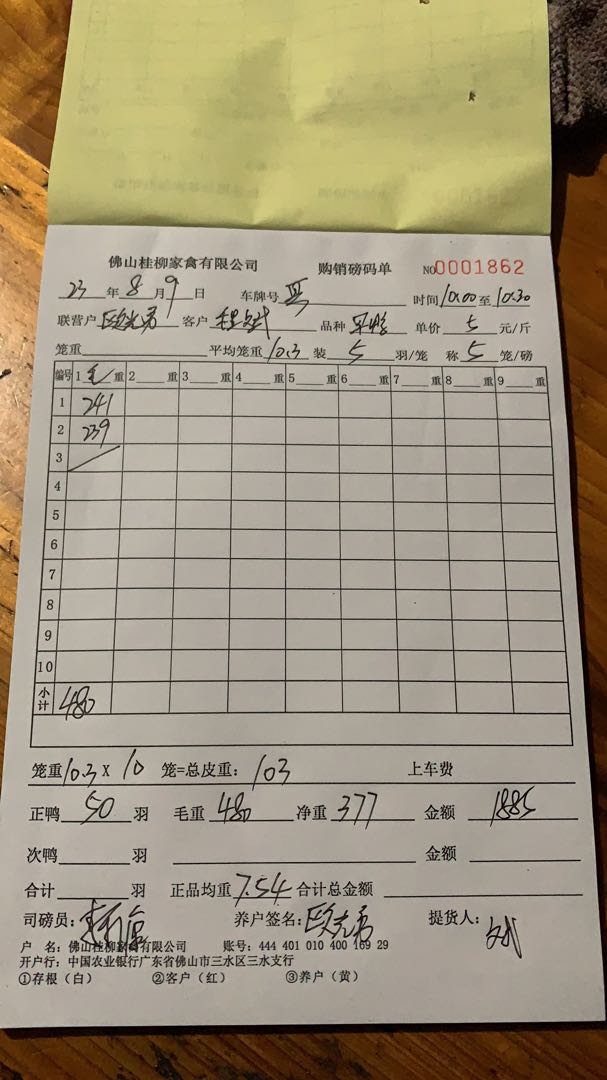 佛山桂柳家禽有限公司 购销磅码单 NO0001862
23 年 8 月 9 日 车牌号 时间 10:00 至 10:30
联营户 客户 品种 单价 5 元/斤
笼重 平均笼重 10.3 装 5 羽/笼 称 5 笼/磅
编号 1 毛 重 2 重 3 重 4 重 5 重 6 重 7 重 8 重 9 重
1 241
2 239
3
4
5
6
7
8
9
10
小计 480
笼重 10.3 X 10 笼=总皮重: 103 上车费
正鸭 50 羽 毛重 480 净重 377 金额 1885
次鸭 羽 金额
合计 羽 正品均重 7.54 合计总金额
司磅员: 养户签名: 提货人:
户 名: 佛山桂柳家禽有限公司 账号: 444 401 010 400 169 29
开户行: 中国农业银行广东省佛山市三水区三水支行
①存根（白） ②客户（红） ③养户（黄）